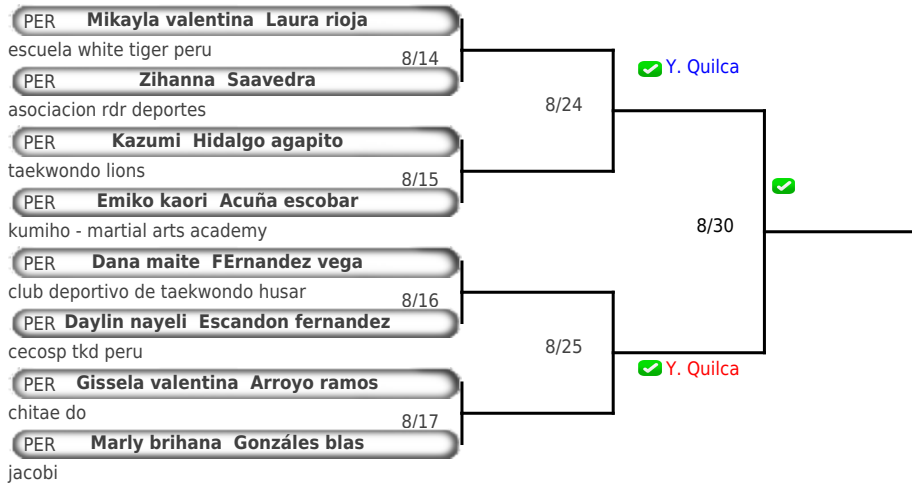 PER Mikayla valentina Laura rioja
escuela white tiger peru
8/14
PER Zihanna Saavedra
asociacion rdr deportes
PER Kazumi Hidalgo agapito
taekwondo lions
8/15
PER Emiko kaori Acuña escobar
kumiho - martial arts academy
PER Dana maite FErnandez vega
club deportivo de taekwondo husar
8/16
PER Daylin nayeli Escandon fernandez
cecosp tkd peru
PER Gissela valentina Arroyo ramos
chitae do
8/17
PER Marly brihana Gonzáles blas
jacobi
8/24
8/25
Y. Quilca
8/30
Y. Quilca